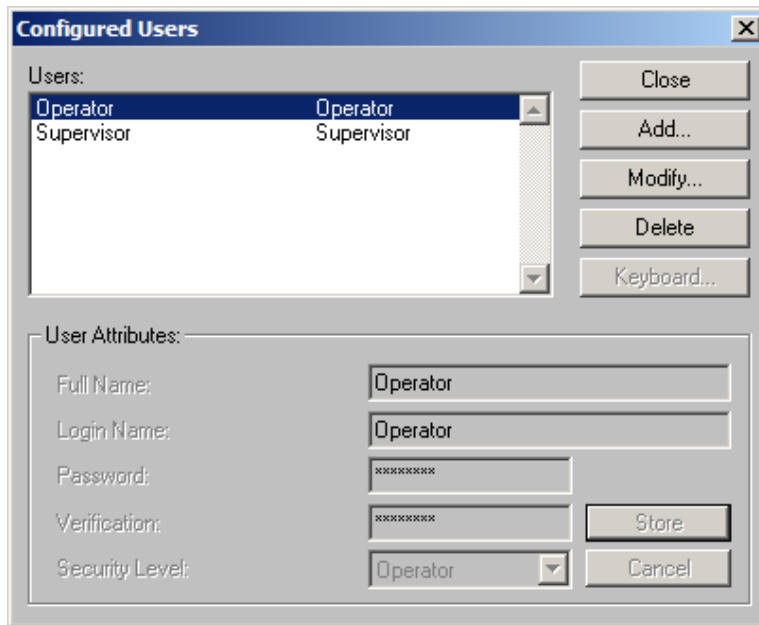 Configured Users
Users:
Operator Operator
Supervisor Supervisor
Close
Add...
Modify...
Delete
Keyboard...
User Attributes:
Full Name: Operator
Login Name: Operator
Password: ********
Verification: ******** Store
Security Level: Operator Cancel